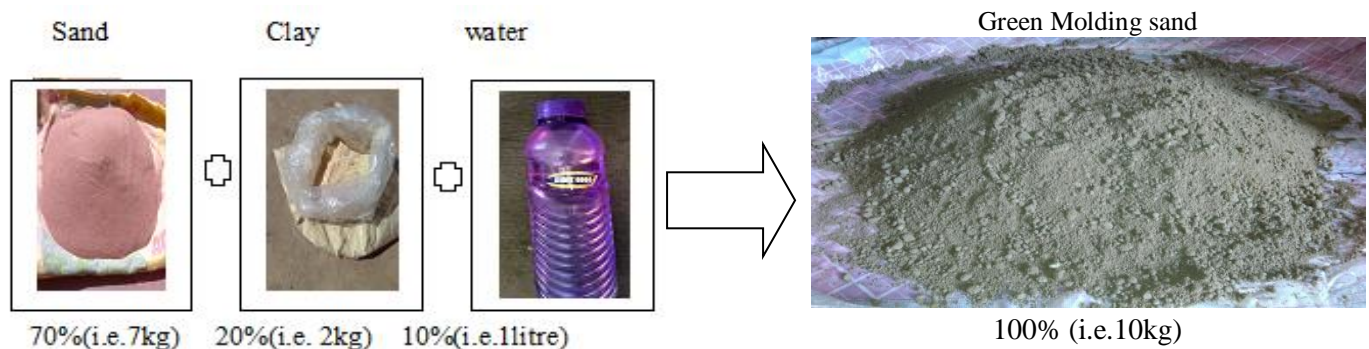 Sand
Clay
water
Green Molding sand
70%(i.e.7kg)
20%(i.e. 2kg)
10%(i.e.1litre)
100% (i.e.10kg)